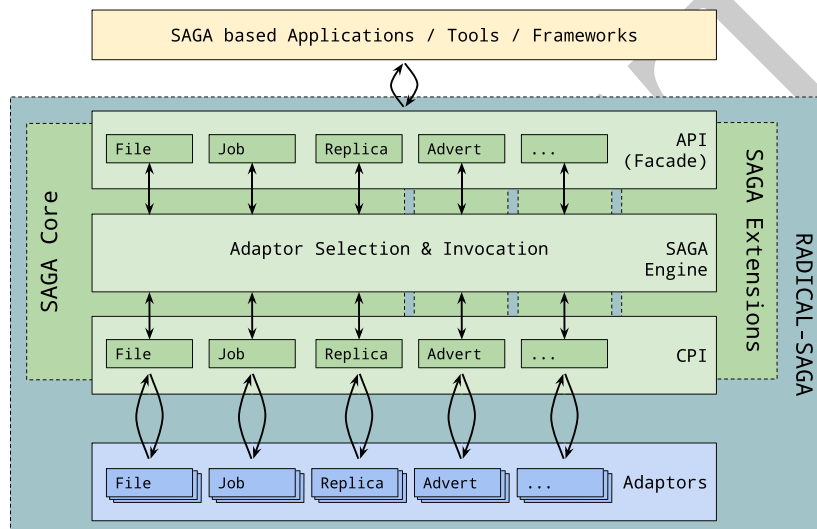 SAGA based Applications / Tools / Frameworks
File
Job
Replica
Advert
...
API
(Facade)
SAGA Core
Adaptor Selection & Invocation
SAGA
Engine
SAGA Extensions
RADICAL-SAGA
File
Job
Replica
Advert
...
CPI
File
Job
Replica
Advert
...
Adaptors